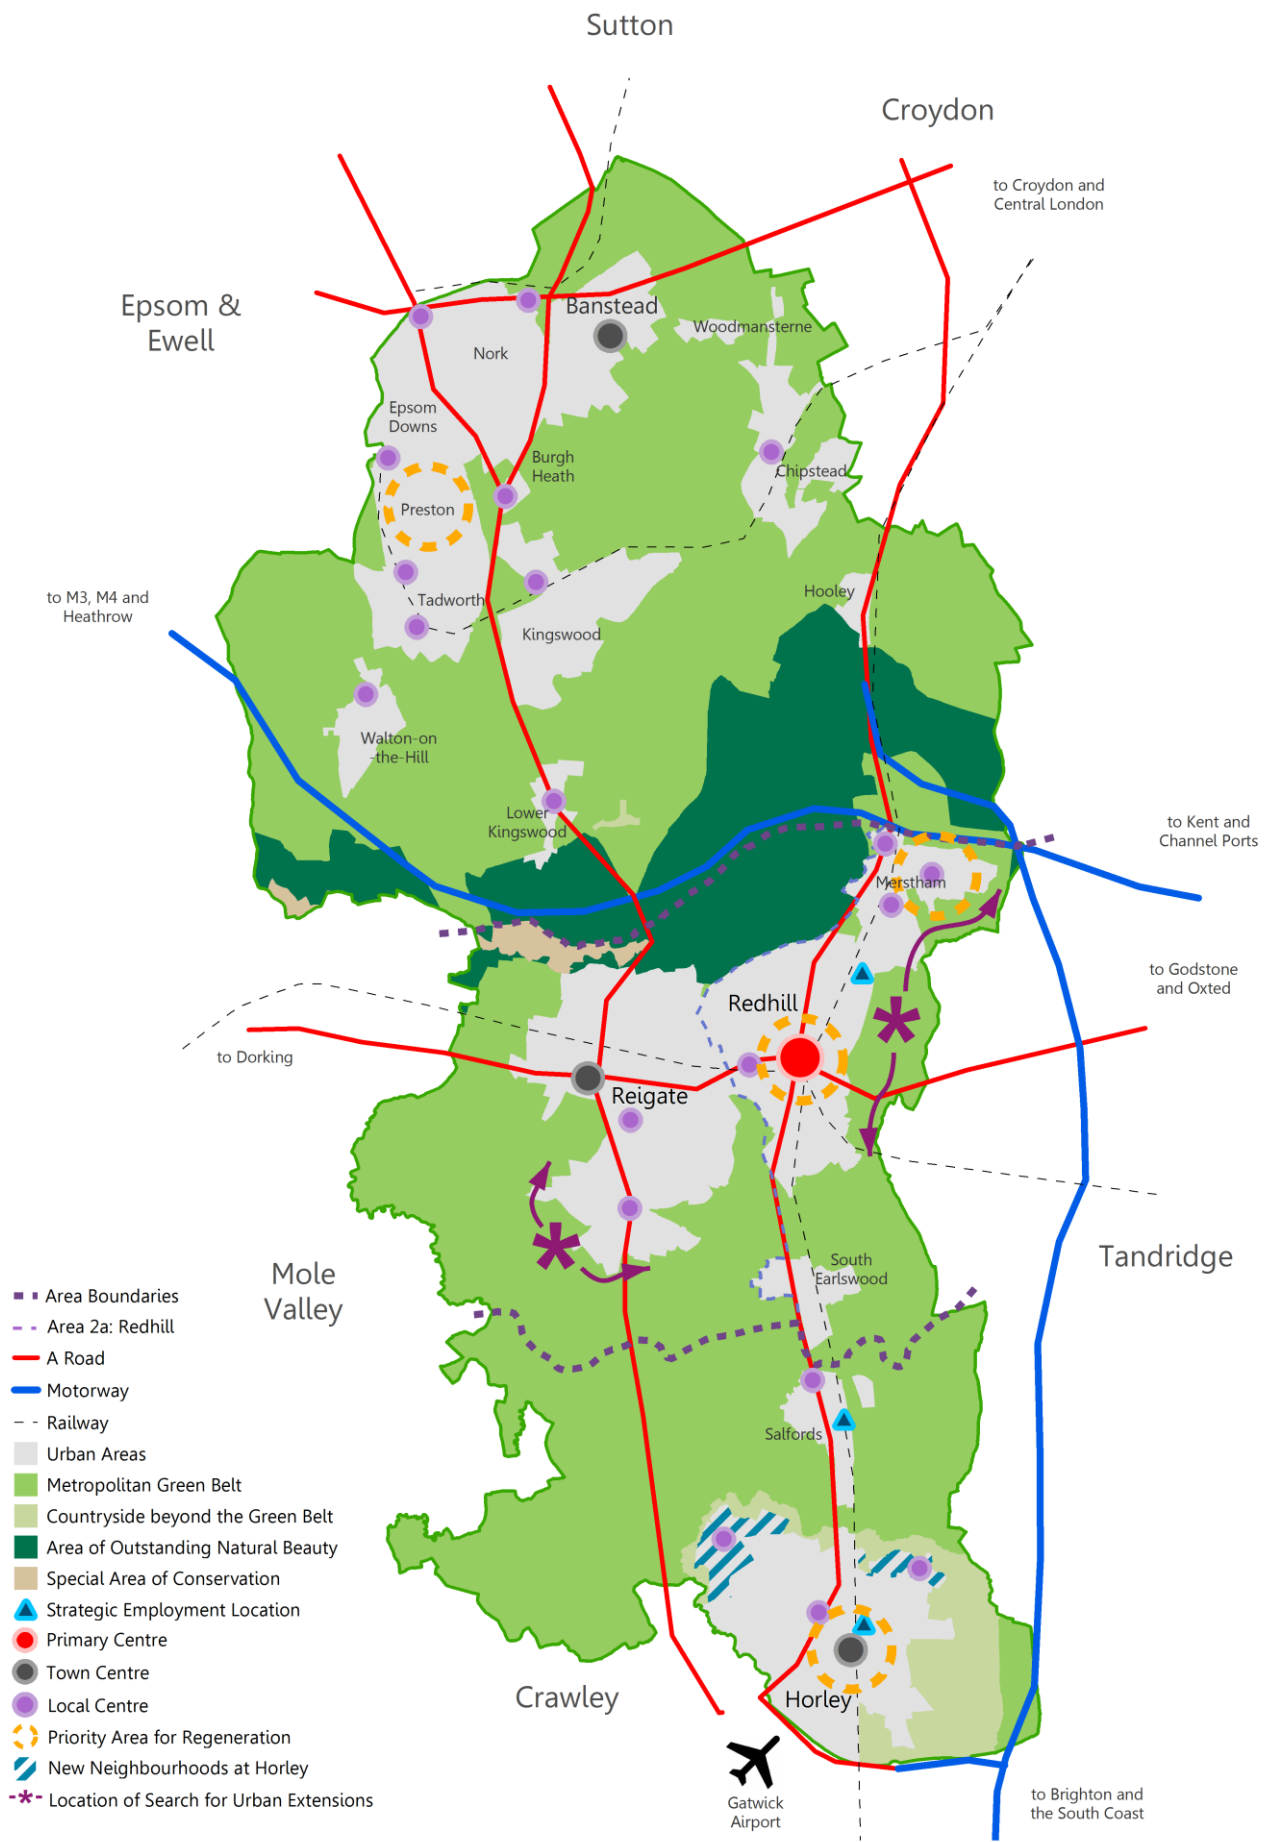 Sutton
Croydon
to Croydon and
Central London
Epsom &
Ewell
Banstead
Woodmansterne
Nork
Epsom
Downs
Burgh
Heath
Chipstead
Preston
Hooley
to M3, M4 and
Heathrow
Tadworth
Kingswood
Walton-on
-the-Hill
Lower
Kingswood
to Kent and
Channel Ports
Merstham
to Godstone
and Oxted
Redhill
to Dorking
Reigate
Tandridge
South
Earlswood
Mole
Valley
Salfords
Crawley
Horley
Gatwick
Airport
to Brighton and
the South Coast
Area Boundaries
Area 2a: Redhill
A Road
Motorway
Railway
Urban Areas
Metropolitan Green Belt
Countryside beyond the Green Belt
Area of Outstanding Natural Beauty
Special Area of Conservation
Strategic Employment Location
Primary Centre
Town Centre
Local Centre
Priority Area for Regeneration
New Neighbourhoods at Horley
Location of Search for Urban Extensions